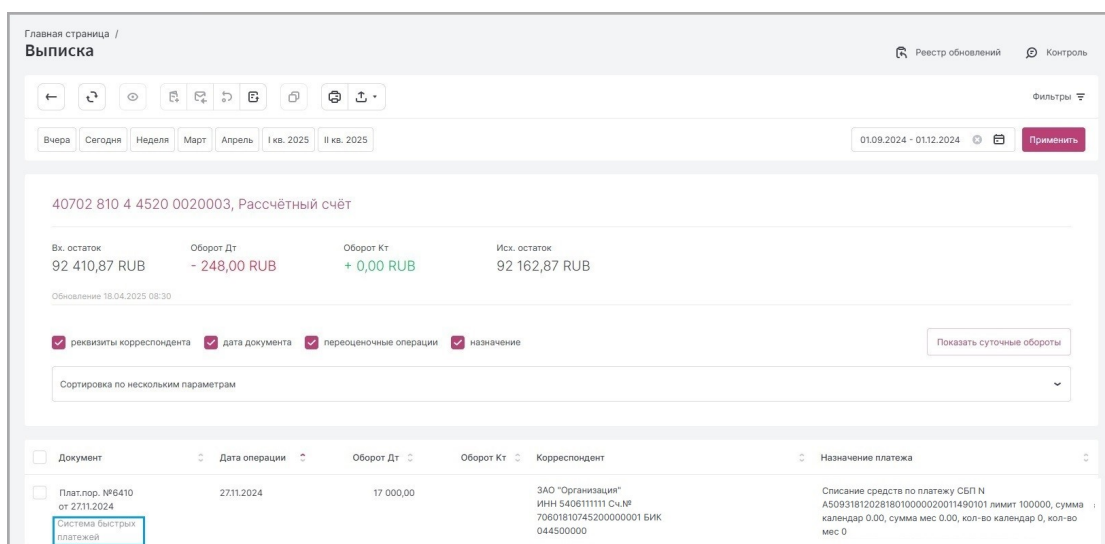 Главная страница /
Выписка
Реестр обновлений
Контроль
Фильтры
Вчера Сегодня Неделя Март Апрель I кв. 2025 II кв. 2025
01.09.2024 - 01.12.2024
Применить
40702 810 4 4520 0020003, Рассчётный счёт
Вх. остаток Оборот Дт Оборот Кт Исх. остаток
92 410,87 RUB - 248,00 RUB + 0,00 RUB 92 162,87 RUB
Обновление 18.04.2025 08:30
реквизиты корреспондента дата документа переоценочные операции назначение
Показать суточные обороты
Сортировка по нескольким параметрам
Документ Дата операции Оборот Дт Оборот Кт Корреспондент Назначение платежа
Плат.пор. №6410
от 27.11.2024
Система быстрых
платежей
27.11.2024
17 000,00
ЗАО "Организация"
ИНН 5406111111 Сч.№
70601810745200000001 БИК
044500000
Списание средств по платежу СБП N
A5093181202818010000020011490101 лимит 100000, сумма
календар 0.00, сумма мес 0.00, кол-во календар 0, кол-во
мес 0